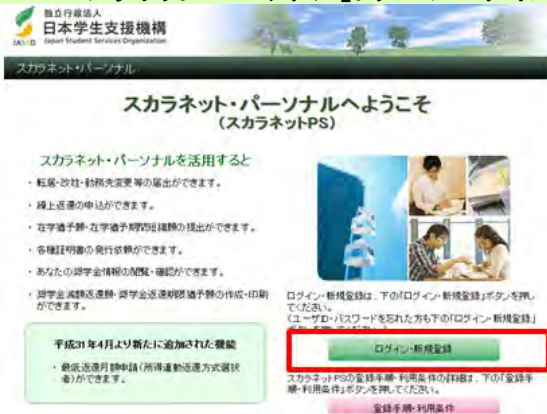 独立行政法人
日本学生支援機構
JASSO Japan Student Services Organization
スカラネット・パーソナル
スカラネット・パーソナルへようこそ
(スカラネットPS)
スカラネット・パーソナルを活用すると
・ 転居・改姓・勤務先変更等の届出ができます。
・ 繰上返還の申込ができます。
・ 在学猶予願・在学猶予期間短縮願の提出ができます。
・ 各種証明書の発行依頼ができます。
・ あなたの奨学金情報の閲覧・確認ができます。
・ 奨学金減額返還願・奨学金返還期限猶予願の作成・印刷
ができます。
平成31年4月より新たに追加された機能
・ 最低返還月額申請(所得連動返還方式選択
者)ができます。
ログイン・新規登録は、下の「ログイン・新規登録」ボタンを押し
てください。
(ユーザID・パスワードを忘れた方も下の「ログイン・新規登録」
ログイン・新規登録
スカラネットPSの登録手順・利用条件の詳細は、下の「登録手
順・利用条件」ボタンを押してください。
登録手順・利用条件